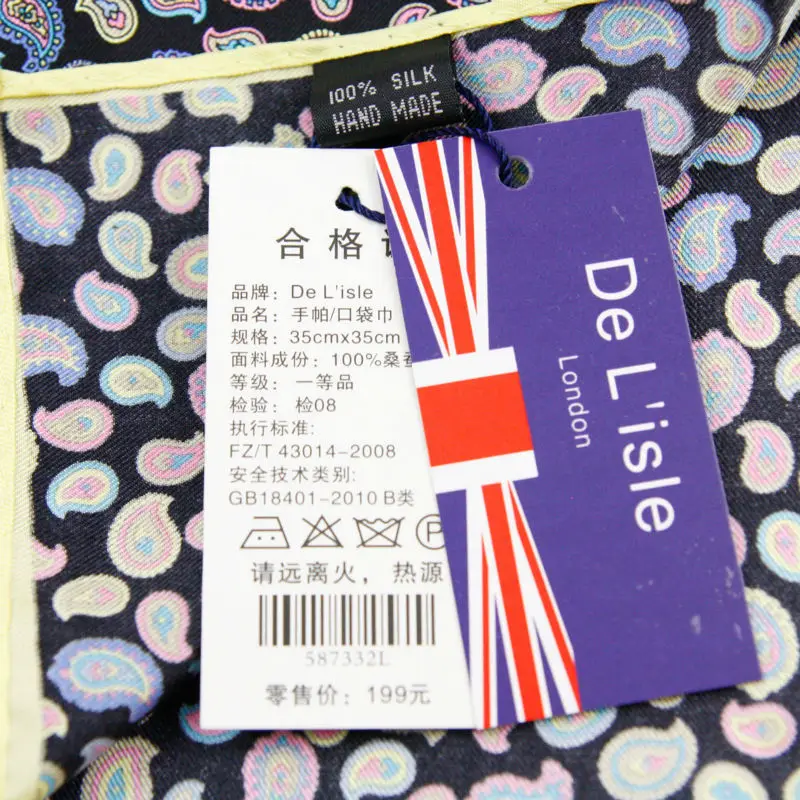 100% SILK
HAND MADE
合格
品牌: De L'isle
品名: 手帕/口袋巾
规格: 35cmx35cm
面料成份: 100%桑蚕
等级: 一等品
检验: 检08
执行标准:
FZ/T 43014-2008
安全技术类别:
GB18401-2010 B类
P
请远离火，热源
587332L
零售价: 199元
De L'isle
London